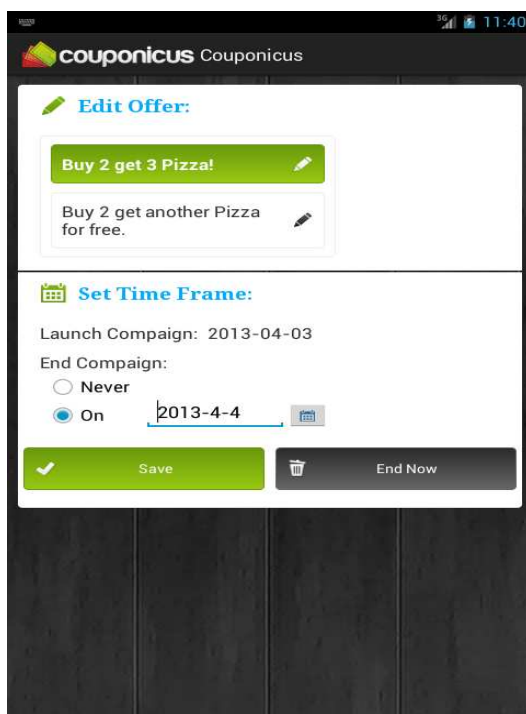 3G 11:40
couponicus Couponicus
Edit Offer:
Buy 2 get 3 Pizza!
Buy 2 get another Pizza
for free.
Set Time Frame:
Launch Compaign: 2013-04-03
End Compaign:
Never
On 2013-4-4
Save End Now